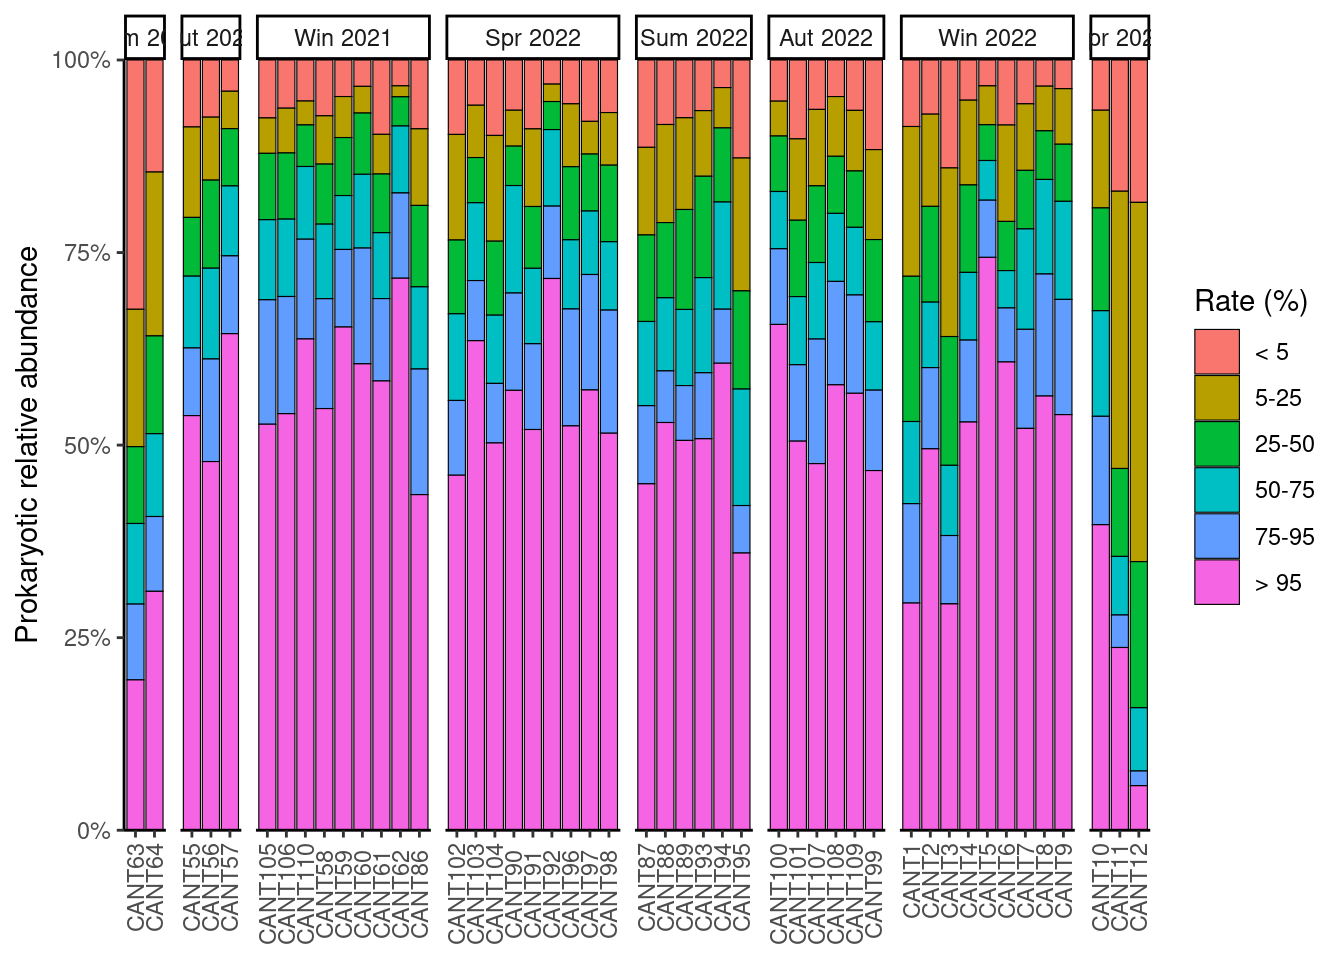 Win 2021
Spr 2022
Sum 2022
Aut 2022
Win 2022
Prokaryotic relative abundance
100%
75%
50%
25%
0%
CANT63
CANT64
CANT55
CANT56
CANT57
CANT105
CANT106
CANT110
CANT58
CANT59
CANT60
CANT61
CANT62
CANT86
CANT102
CANT103
CANT104
CANT90
CANT91
CANT92
CANT96
CANT97
CANT98
CANT87
CANT88
CANT89
CANT93
CANT94
CANT95
CANT100
CANT101
CANT107
CANT108
CANT109
CANT99
CANT1
CANT2
CANT3
CANT4
CANT5
CANT6
CANT7
CANT8
CANT9
CANT10
CANT11
CANT12
Rate (%)
< 5
5-25
25-50
50-75
75-95
> 95